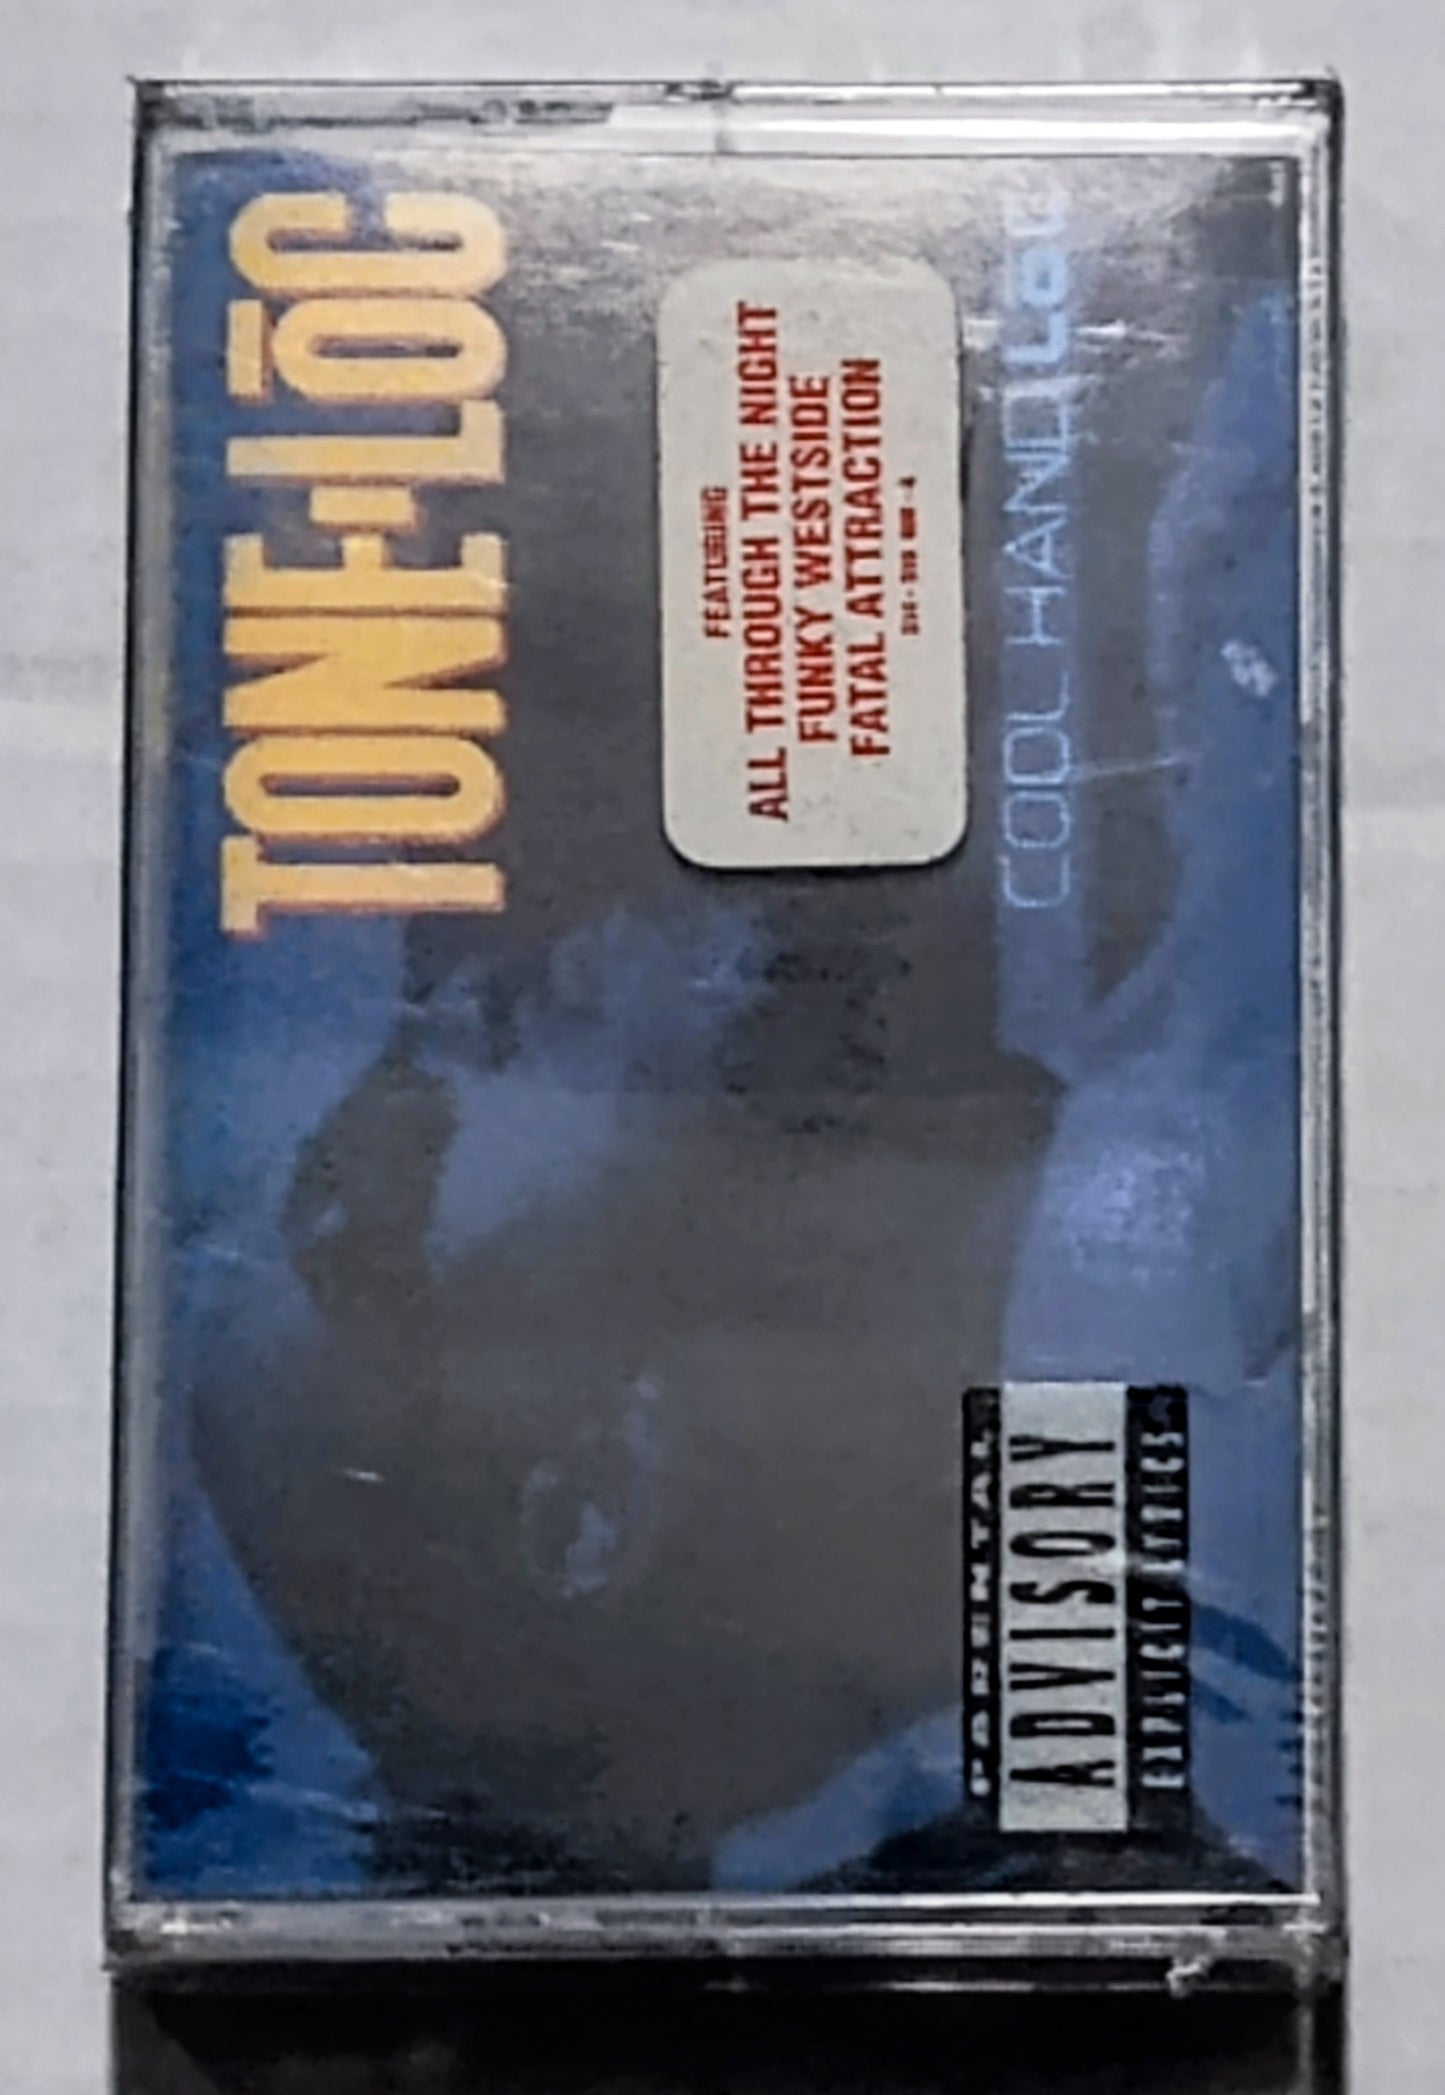 TONE-LŌC
FEATURING
ALL THROUGH THE NIGHT
FUNKY WESTSIDE
FATAL ATTRACTION
COOL HAND LŌC
PARENTAL
ADVISORY
EXPLICIT LYRICS